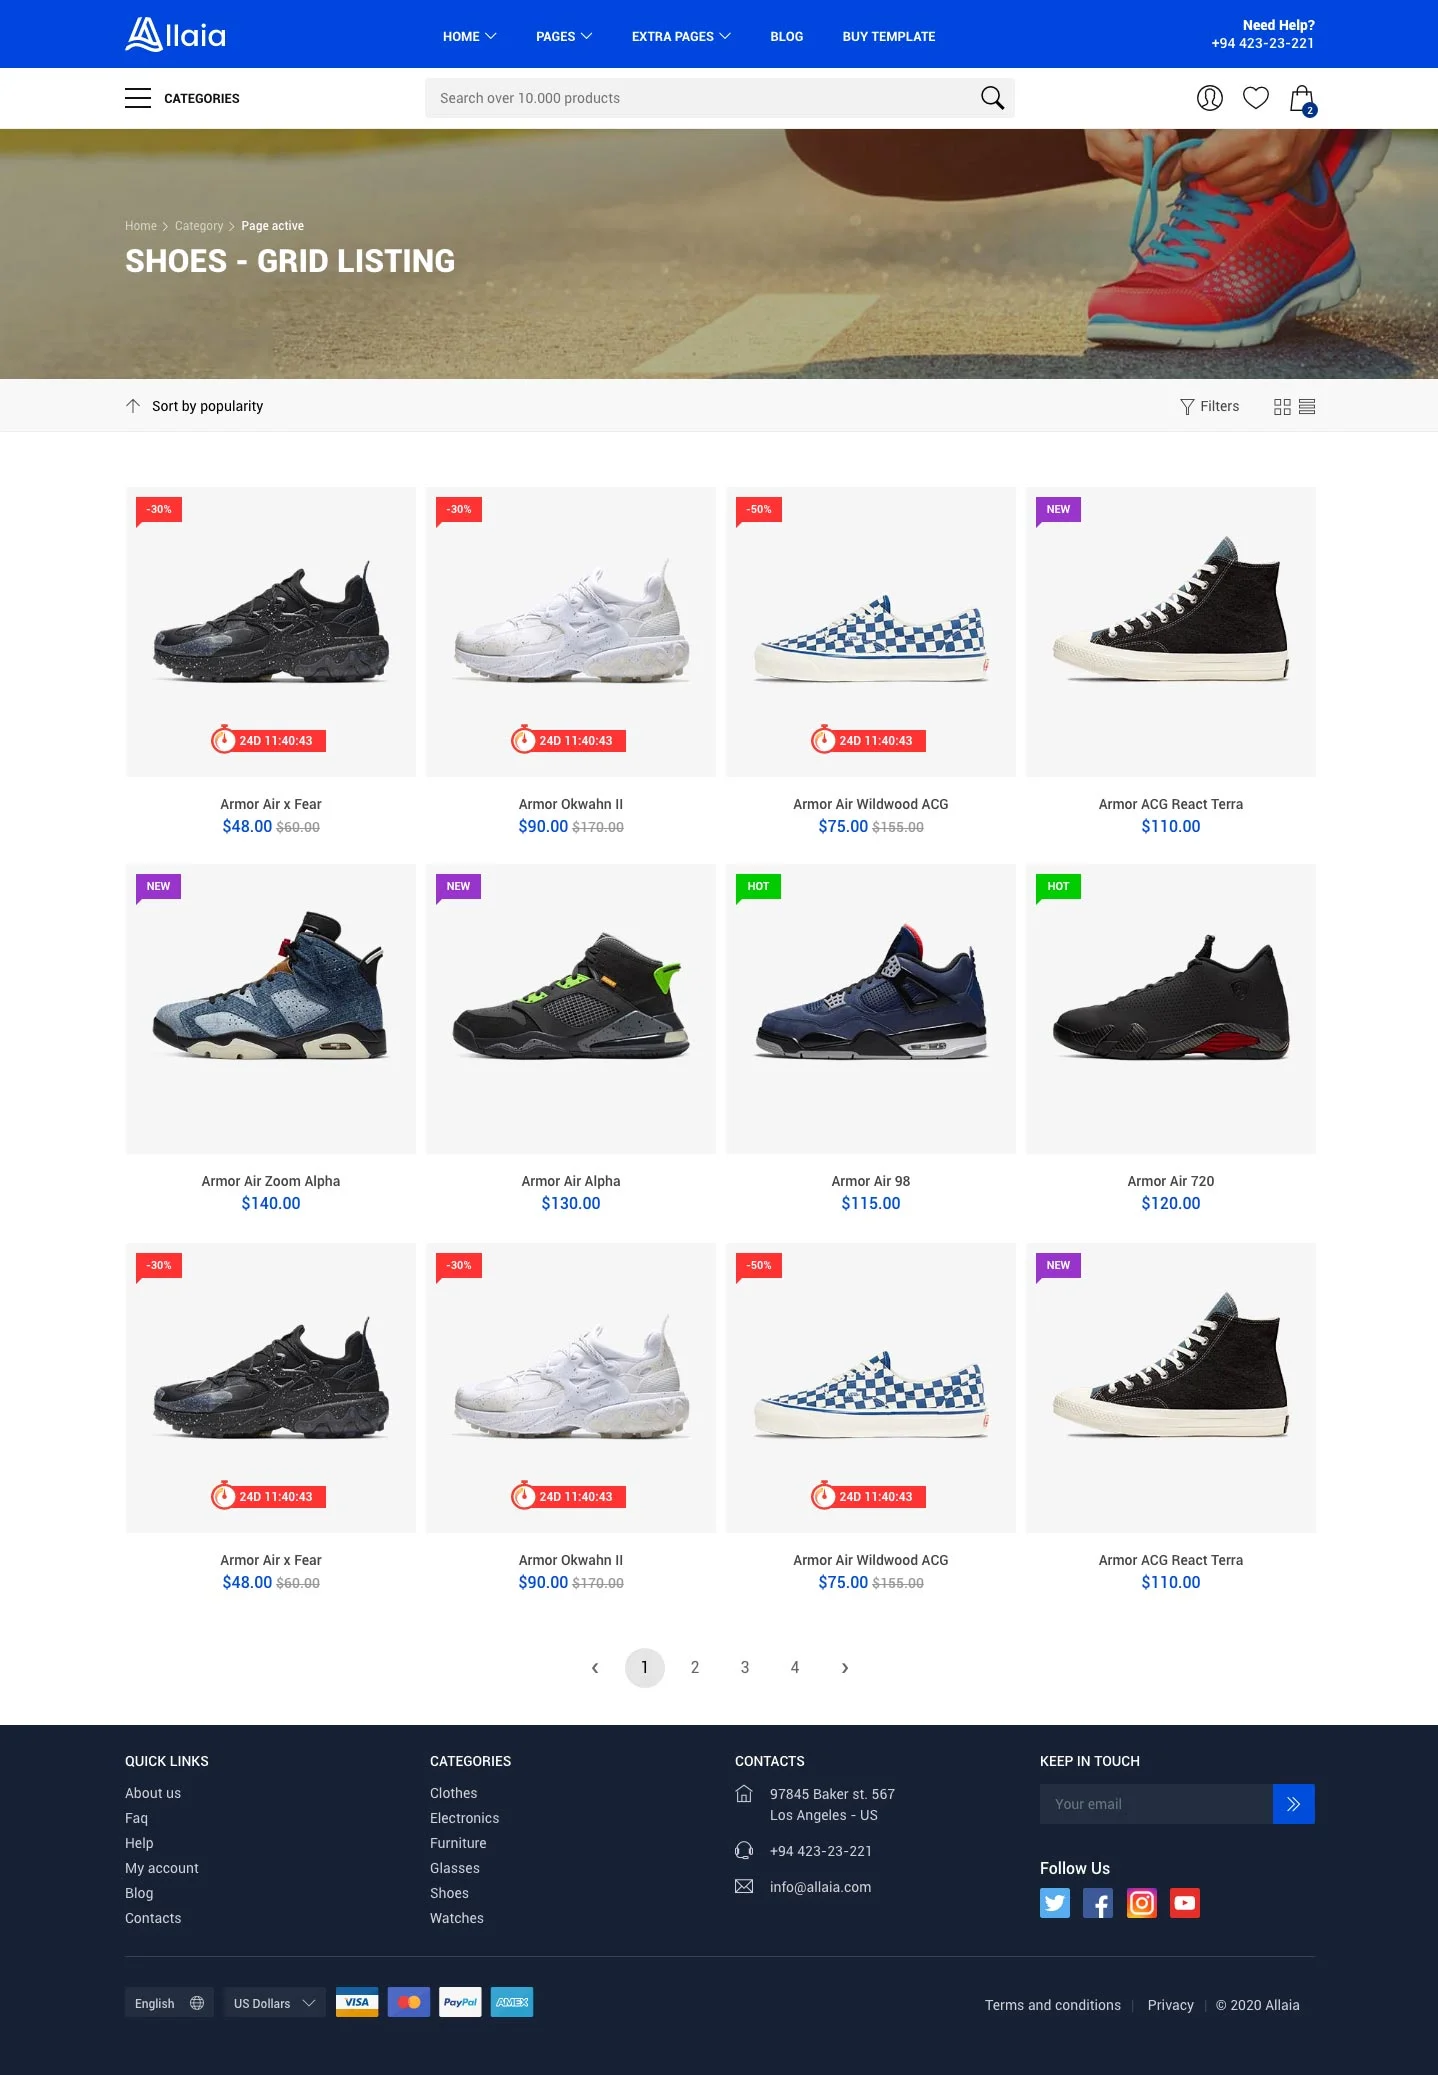 Allaia
HOME PAGES EXTRA PAGES BLOG BUY TEMPLATE
Need Help?
+94 423-23-221
CATEGORIES
Search over 10.000 products
2
Home Category Page active
SHOES - GRID LISTING
Sort by popularity
Filters
-30% -30% -50% NEW
24D 11:40:43 24D 11:40:43 24D 11:40:43
Armor Air x Fear Armor Okwahn II Armor Air Wildwood ACG Armor ACG React Terra
$48.00 $60.00 $90.00 $170.00 $75.00 $155.00 $110.00
NEW NEW HOT HOT
Armor Air Zoom Alpha Armor Air Alpha Armor Air 98 Armor Air 720
$140.00 $130.00 $115.00 $120.00
-30% -30% -50% NEW
24D 11:40:43 24D 11:40:43 24D 11:40:43
Armor Air x Fear Armor Okwahn II Armor Air Wildwood ACG Armor ACG React Terra
$48.00 $60.00 $90.00 $170.00 $75.00 $155.00 $110.00
‹ 1 2 3 4 ›
QUICK LINKS
About us
Faq
Help
My account
Blog
Contacts
CATEGORIES
Clothes
Electronics
Furniture
Glasses
Shoes
Watches
CONTACTS
97845 Baker st. 567
Los Angeles - US
+94 423-23-221
info@allaia.com
KEEP IN TOUCH
Your email
Follow Us
English US Dollars VISA PayPal AMEX
Terms and conditions | Privacy | © 2020 Allaia